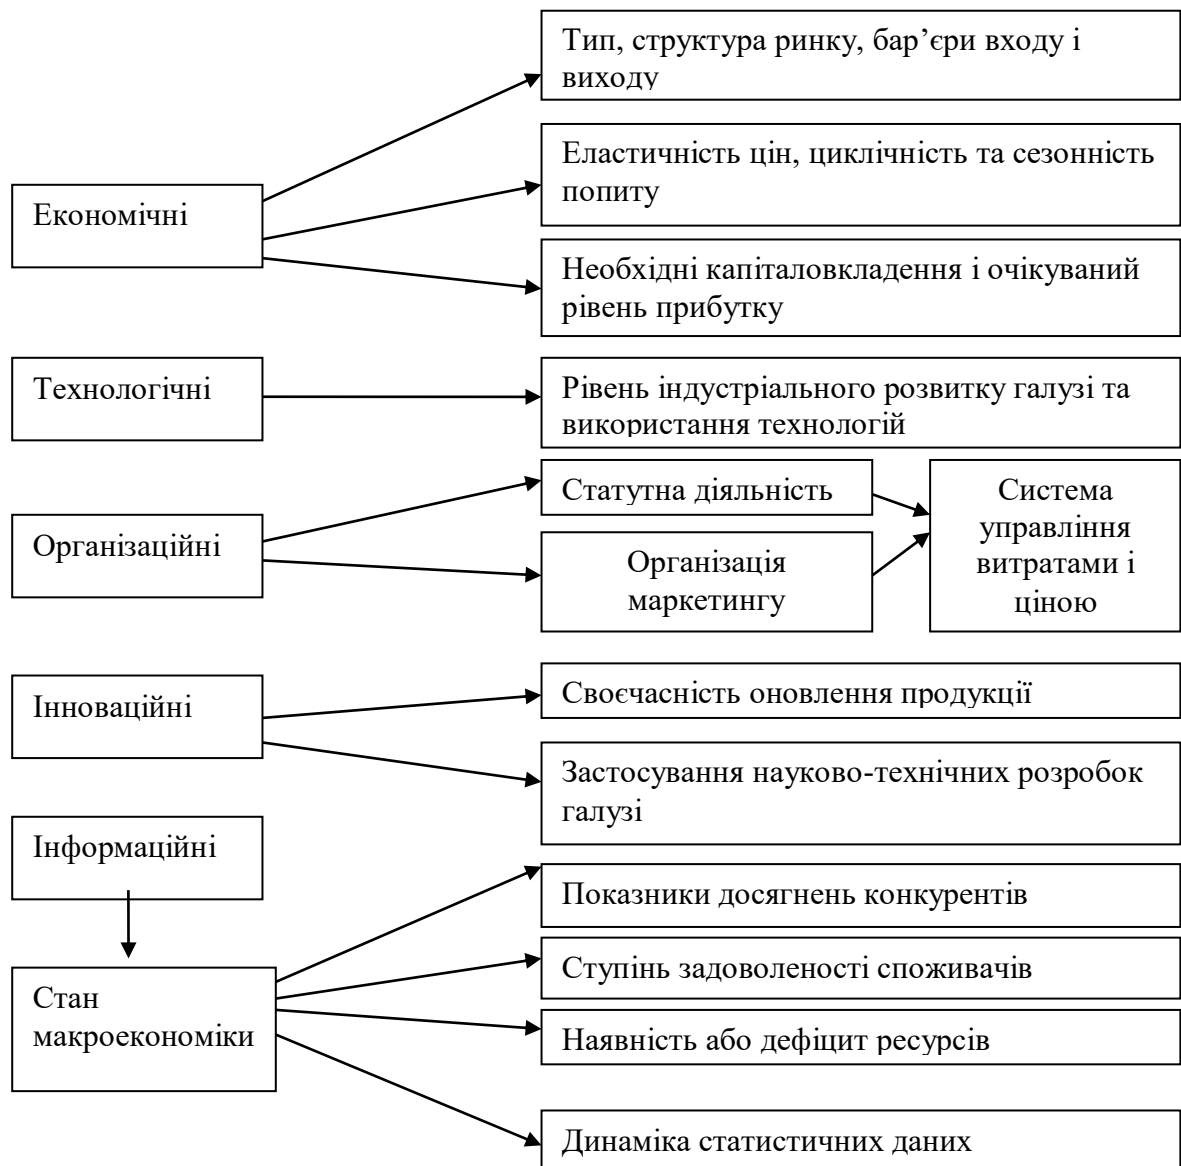 Тип, структура ринку, бар’єри входу і
виходу
Еластичність цін, циклічність та сезонність
попиту
Економічні
Необхідні капіталовкладення і очікуваний
рівень прибутку
Технологічні
Рівень індустріального розвитку галузі та
використання технологій
Організаційні
Статутна діяльність
Організація
маркетингу
Система
управління
витратами і
ціною
Інноваційні
Своєчасність оновлення продукції
Застосування науково-технічних розробок
галузі
Інформаційні
Показники досягнень конкурентів
Стан
макроекономіки
Ступінь задоволеності споживачів
Наявність або дефіцит ресурсів
Динаміка статистичних даних